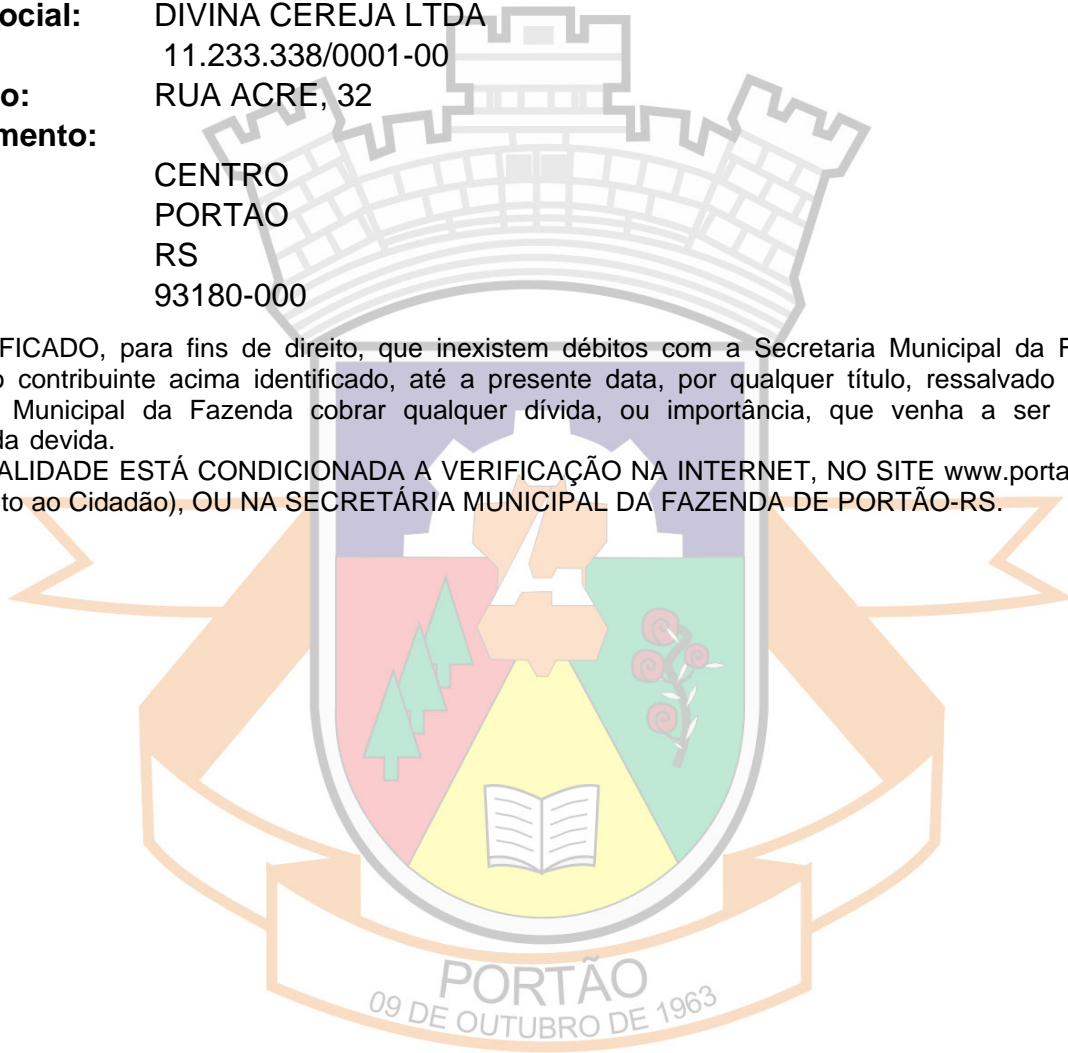 ocial: DIVINA CEREJA LTDA
11.233.338/0001-00
o: RUA ACRE, 32
mento:
CENTRO
PORTAO
RS
93180-000
FICADO, para fins de direito, que inexistem débitos com a Secretaria Municipal da F
o contribuinte acima identificado, até a presente data, por qualquer título, ressalvado
Municipal da Fazenda cobrar qualquer dívida, ou importância, que venha a ser
da devida.
ALIDADE ESTÁ CONDICIONADA A VERIFICAÇÃO NA INTERNET, NO SITE www.porta
to ao Cidadão), OU NA SECRETÁRIA MUNICIPAL DA FAZENDA DE PORTÃO-RS.
PORTÃO
09 DE OUTUBRO DE 1963